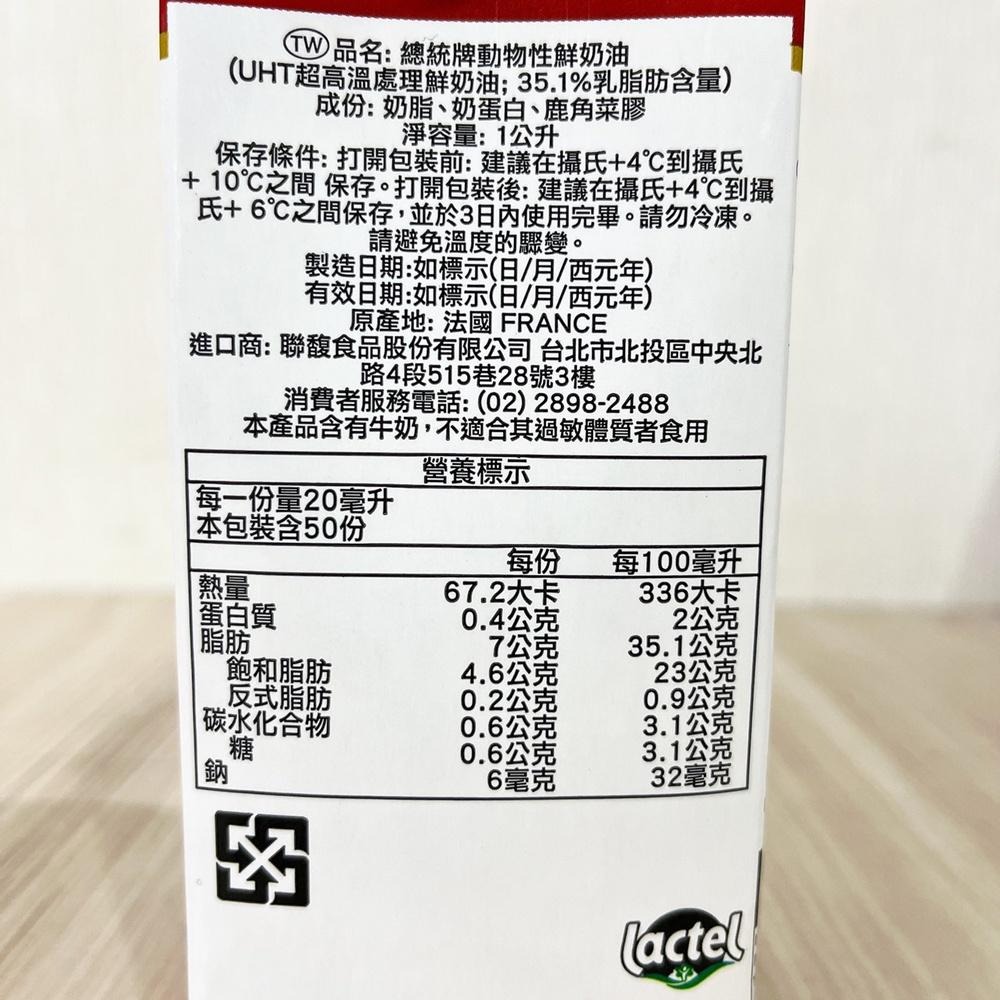 TW 品名: 總統牌動物性鮮奶油
(UHT超高溫處理鮮奶油; 35.1%乳脂肪含量)
成份: 奶脂、奶蛋白、鹿角菜膠
淨容量: 1公升
保存條件: 打開包裝前: 建議在攝氏+4℃到攝氏
+ 10℃之間 保存。打開包裝後: 建議在攝氏+4℃到攝
氏+ 6℃之間保存，並於3日內使用完畢。請勿冷凍。
請避免溫度的驟變。
製造日期:如標示(日/月/西元年)
有效日期:如標示(日/月/西元年)
原產地: 法國 FRANCE
進口商: 聯馥食品股份有限公司 台北市北投區中央北
路4段515巷28號3樓
消費者服務電話: (02) 2898-2488
本產品含有牛奶，不適合其過敏體質者食用
營養標示
每一份量20毫升
本包裝含50份
每份 每100毫升
熱量 67.2大卡 336大卡
蛋白質 0.4公克 2公克
脂肪 7公克 35.1公克
飽和脂肪 4.6公克 23公克
反式脂肪 0.2公克 0.9公克
碳水化合物 0.6公克 3.1公克
糖 0.6公克 3.1公克
鈉 6毫克 32毫克
lactel